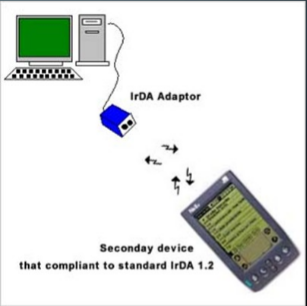 IrDA Adaptor
Seconday device
that compliant to standard IrDA 1.2